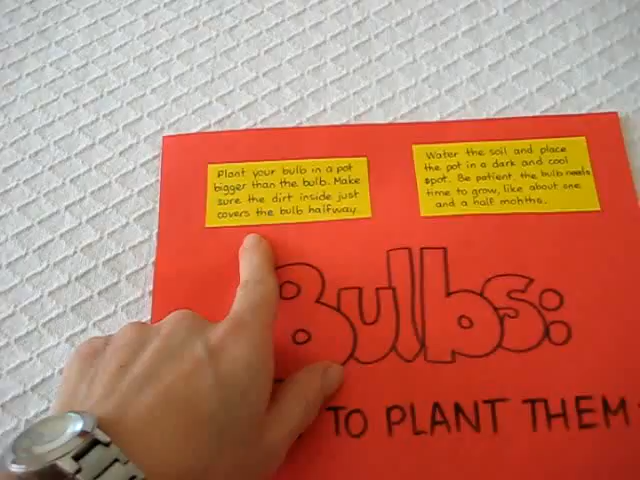 Plant your bulb in a pot
bigger than the bulb. Make
sure the dirt inside just
covers the bulb halfway
Water the soil and place
the pot in a dark and cool
spot. Be patient, the bulb needs
time to grow, like about one
and a half months.
Bulbs:
TO PLANT THEM